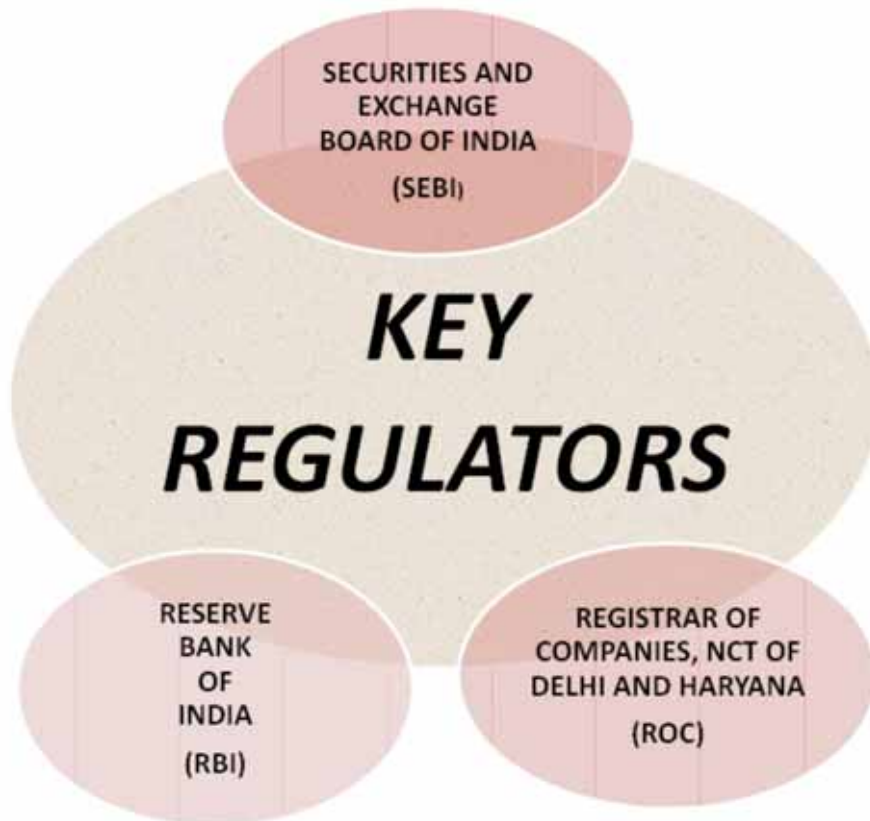 SECURITIES AND
EXCHANGE
BOARD OF INDIA
(SEBI)
KEY
REGULATORS
RESERVE
BANK
OF
INDIA
(RBI)
REGISTRAR OF
COMPANIES, NCT OF
DELHI AND HARYANA
(ROC)